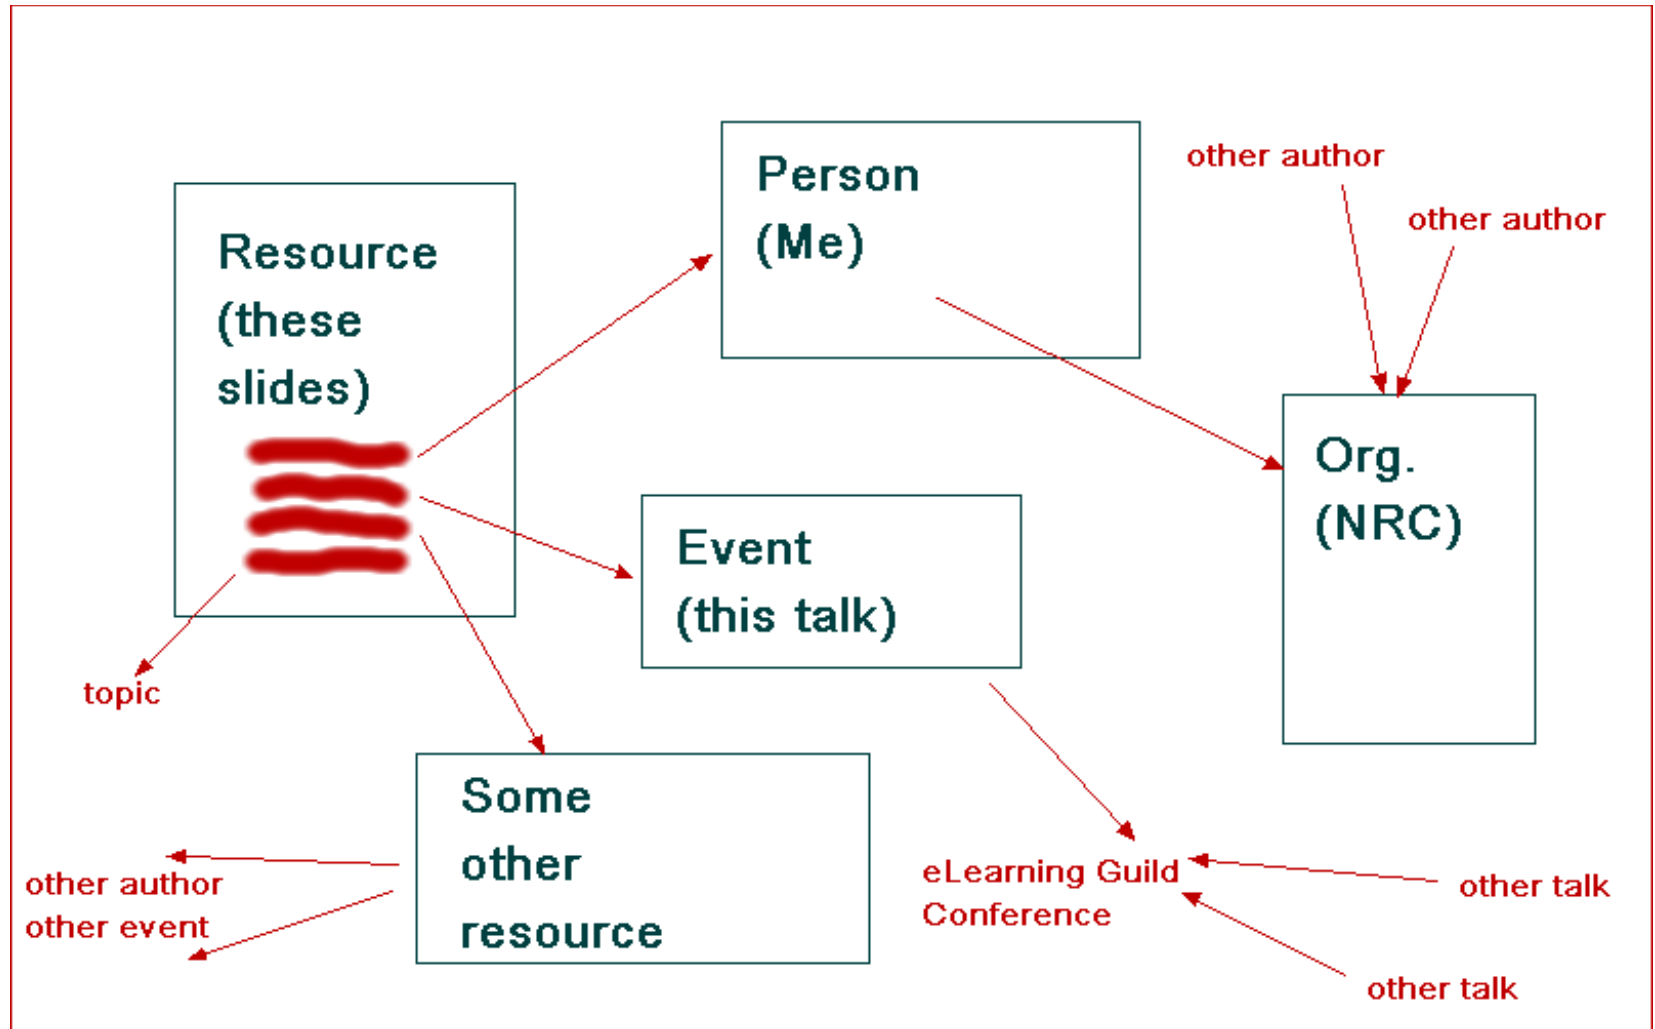 Resource
(these
slides)
Person
(Me)
other author
other author
Org.
(NRC)
Event
(this talk)
topic
Some
other
resource
other author
other event
eLearning Guild
Conference
other talk
other talk